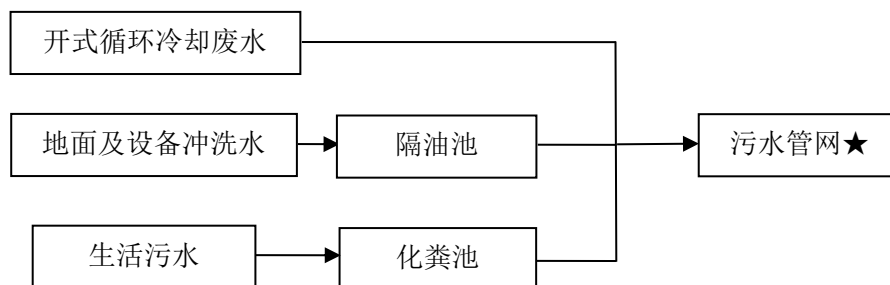 开式循环冷却废水
地面及设备冲洗水
隔油池
污水管网★
生活污水
化粪池